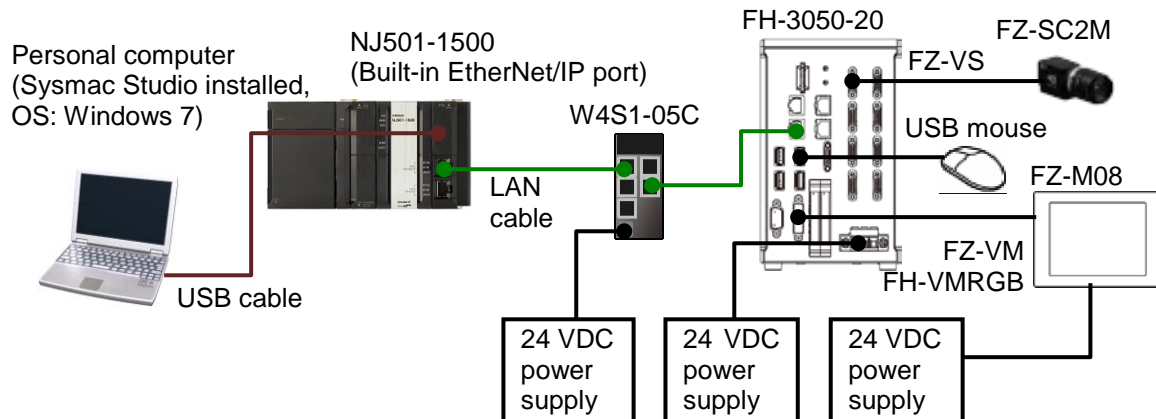 Personal computer
(Sysmac Studio installed,
OS: Windows 7)
NJ501-1500
(Built-in EtherNet/IP port)
W4S1-05C
FH-3050-20
FZ-SC2M
FZ-VS
USB mouse
FZ-M08
LAN
cable
USB cable
FZ-VM
FH-VMRGB
24 VDC
power
supply
24 VDC
power
supply
24 VDC
power
supply